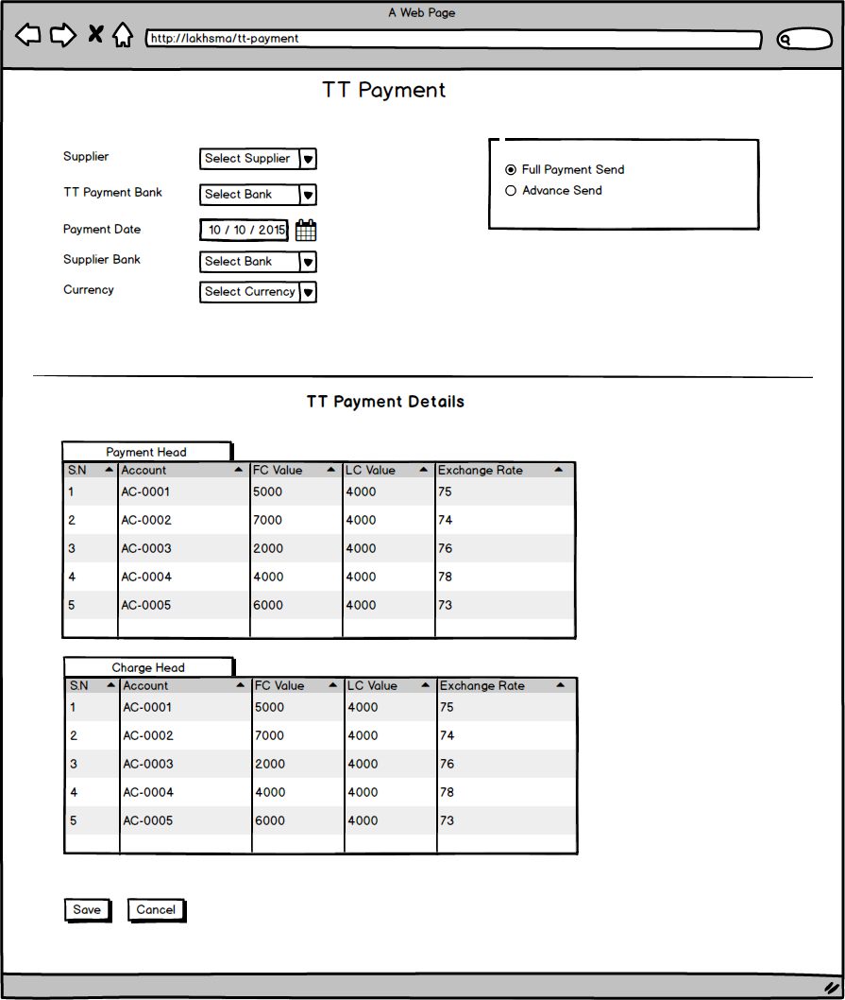 A Web Page
http://lakhsma/tt-payment
TT Payment
Supplier Select Supplier
TT Payment Bank Select Bank
Payment Date 10 / 10 / 2015
Supplier Bank Select Bank
Currency Select Currency
Full Payment Send
Advance Send
TT Payment Details
Payment Head
S.N Account FC Value LC Value Exchange Rate
1 AC-0001 5000 4000 75
2 AC-0002 7000 4000 74
3 AC-0003 2000 4000 76
4 AC-0004 4000 4000 78
5 AC-0005 6000 4000 73
Charge Head
S.N Account FC Value LC Value Exchange Rate
1 AC-0001 5000 4000 75
2 AC-0002 7000 4000 74
3 AC-0003 2000 4000 76
4 AC-0004 4000 4000 78
5 AC-0005 6000 4000 73
Save Cancel